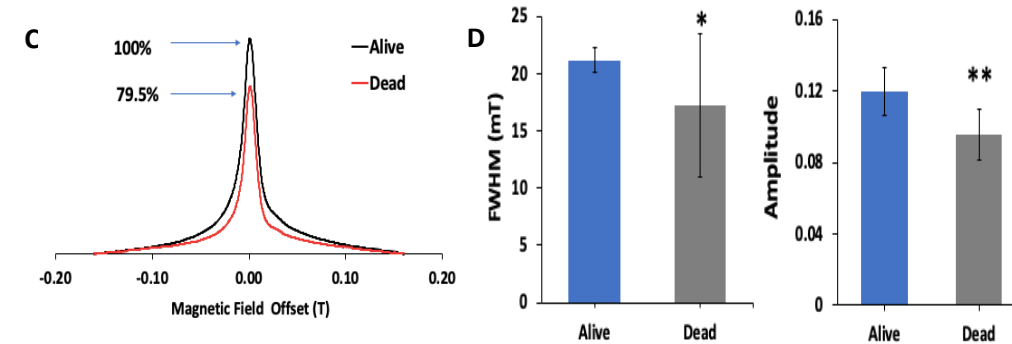 C
100%
79.5%
Alive
Dead
-0.20
-0.10
0.00
0.10
0.20
Magnetic Field Offset (T)
D
FWHM (mT)
25
20
15
10
5
0
*
Alive
Dead
Amplitude
0.16
0.12
0.08
0.04
0
**
Alive
Dead